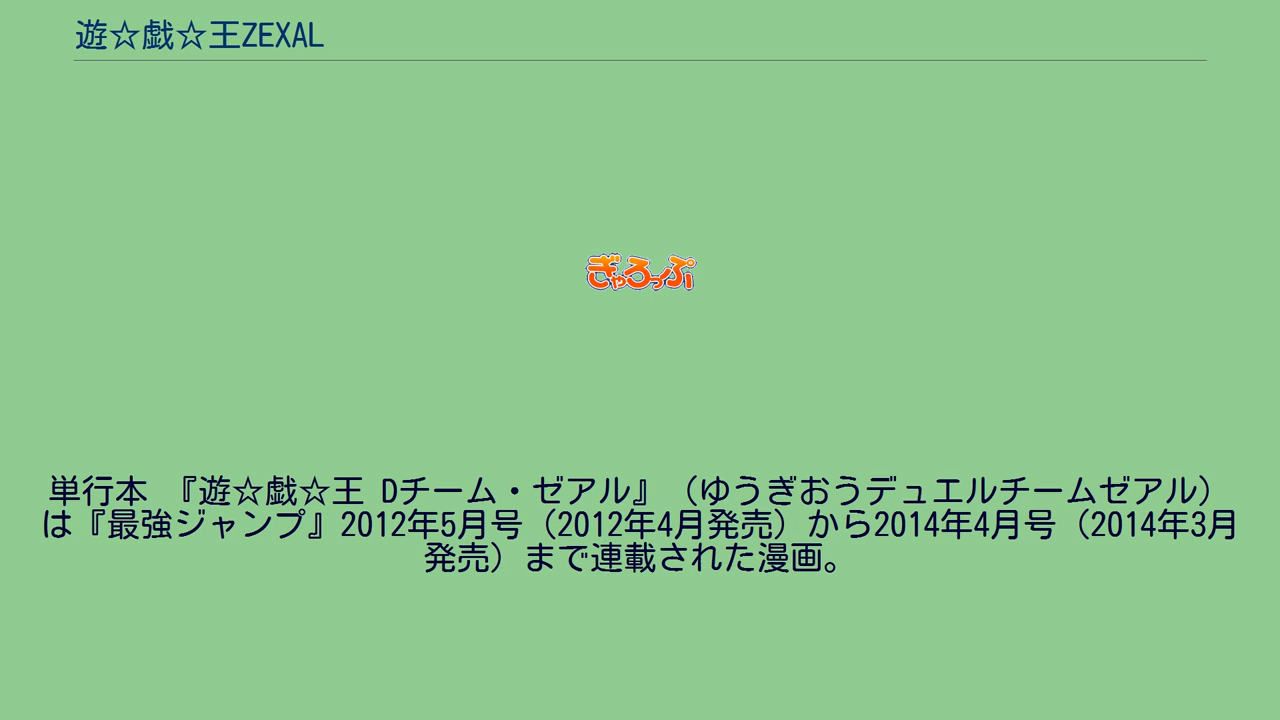 遊☆戯☆王ZEXAL
ぎゃろっぷ
単行本 『遊☆戯☆王 Dチーム・ゼアル』（ゆうぎおうデュエルチームゼアル）
は『最強ジャンプ』2012年5月号（2012年4月発売）から2014年4月号（2014年3月
発売）まで連載された漫画。